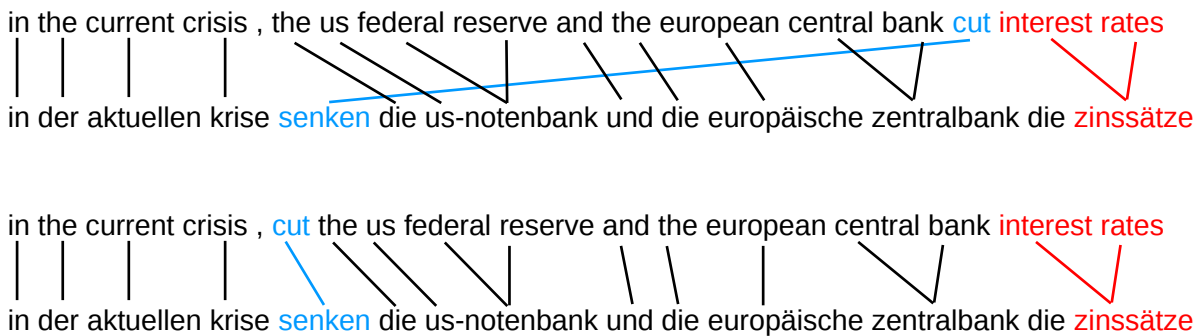 in the current crisis , the us federal reserve and the european central bank cut interest rates
in der aktuellen krise senken die us-notenbank und die europäische zentralbank die zinssätze
in the current crisis , cut the us federal reserve and the european central bank interest rates
in der aktuellen krise senken die us-notenbank und die europäische zentralbank die zinssätze